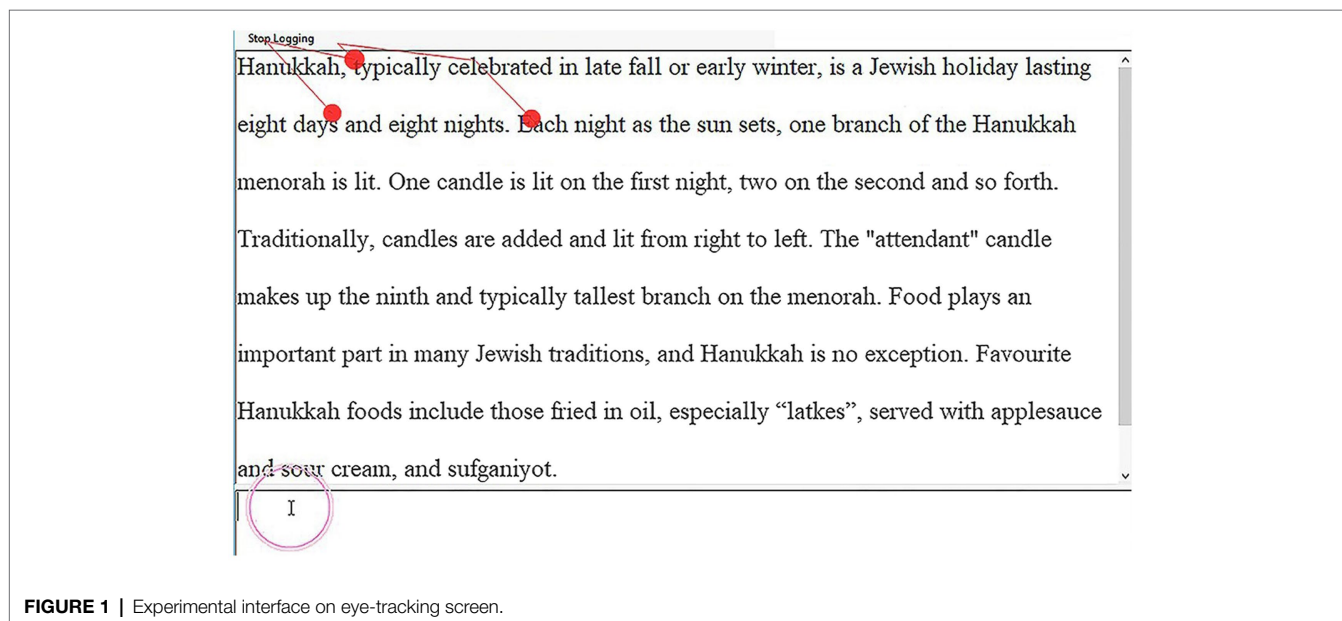 Stop Logging
Hanukkah, typically celebrated in late fall or early winter, is a Jewish holiday lasting
eight days and eight nights. Each night as the sun sets, one branch of the Hanukkah
menorah is lit. One candle is lit on the first night, two on the second and so forth.
Traditionally, candles are added and lit from right to left. The "attendant" candle
makes up the ninth and typically tallest branch on the menorah. Food plays an
important part in many Jewish traditions, and Hanukkah is no exception. Favourite
Hanukkah foods include those fried in oil, especially “latkes”, served with applesauce
and sour cream, and sufganiyot.
FIGURE 1 | Experimental interface on eye-tracking screen.